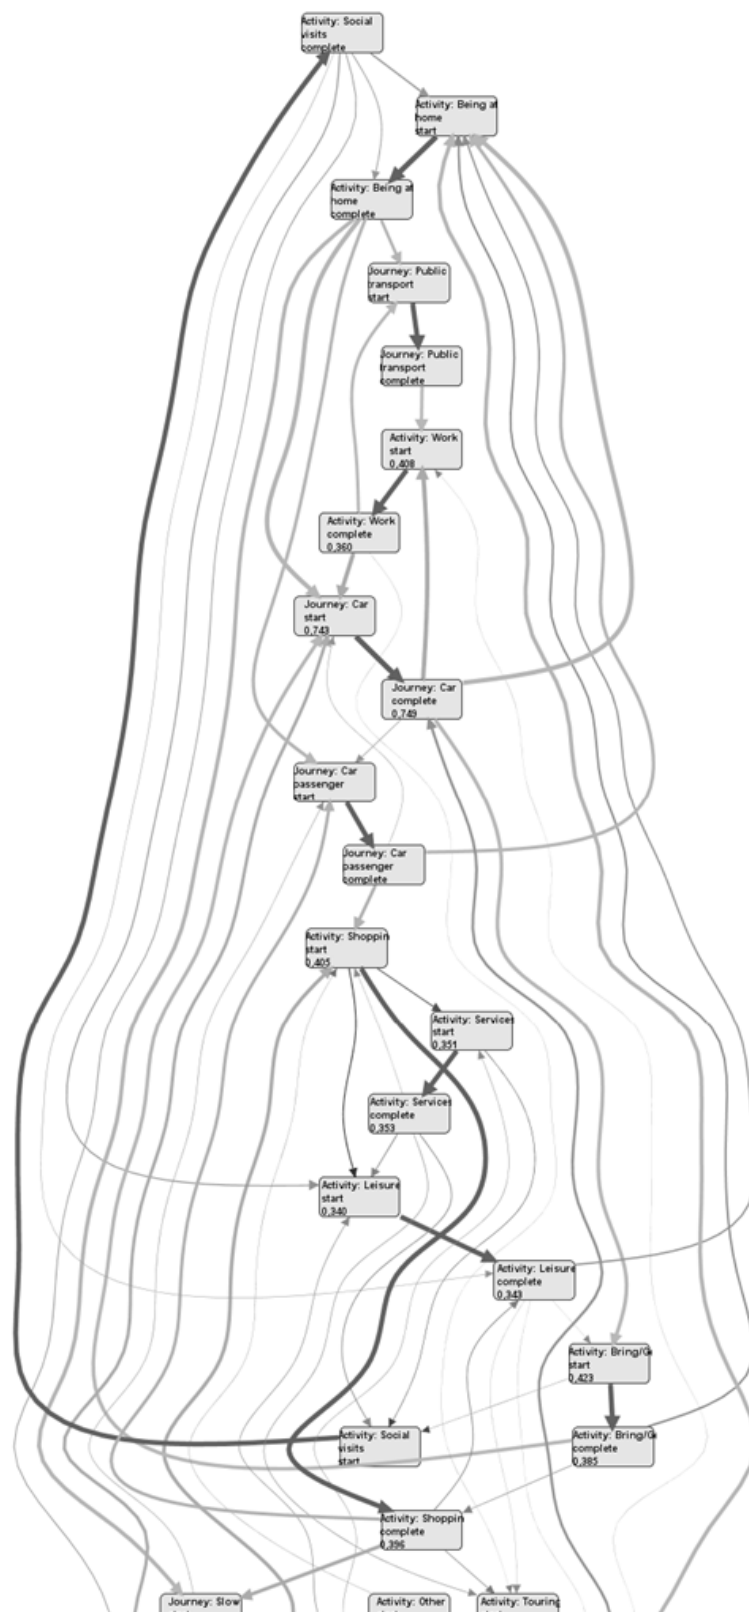 Activity: Social
visits
complete
Activity: Being at
home
start
Activity: Being at
home
complete
Journey: Public
transport
start
Journey: Public
transport
complete
Activity: Work
start
0,408
Activity: Work
complete
0,360
Journey: Car
start
0,743
Journey: Car
complete
0,749
Journey: Car
passenger
start
Journey: Car
passenger
complete
Activity: Shoppin
start
0,405
Activity: Services
start
0,351
Activity: Services
complete
0,353
Activity: Leisure
start
0,340
Activity: Leisure
complete
0,343
Activity: Bring/Ge
start
0,423
Activity: Social
visits
start
Activity: Bring/Ge
complete
0,385
Activity: Shoppin
complete
0,396
Journey: Slow
Activity: Other
Activity: Touring